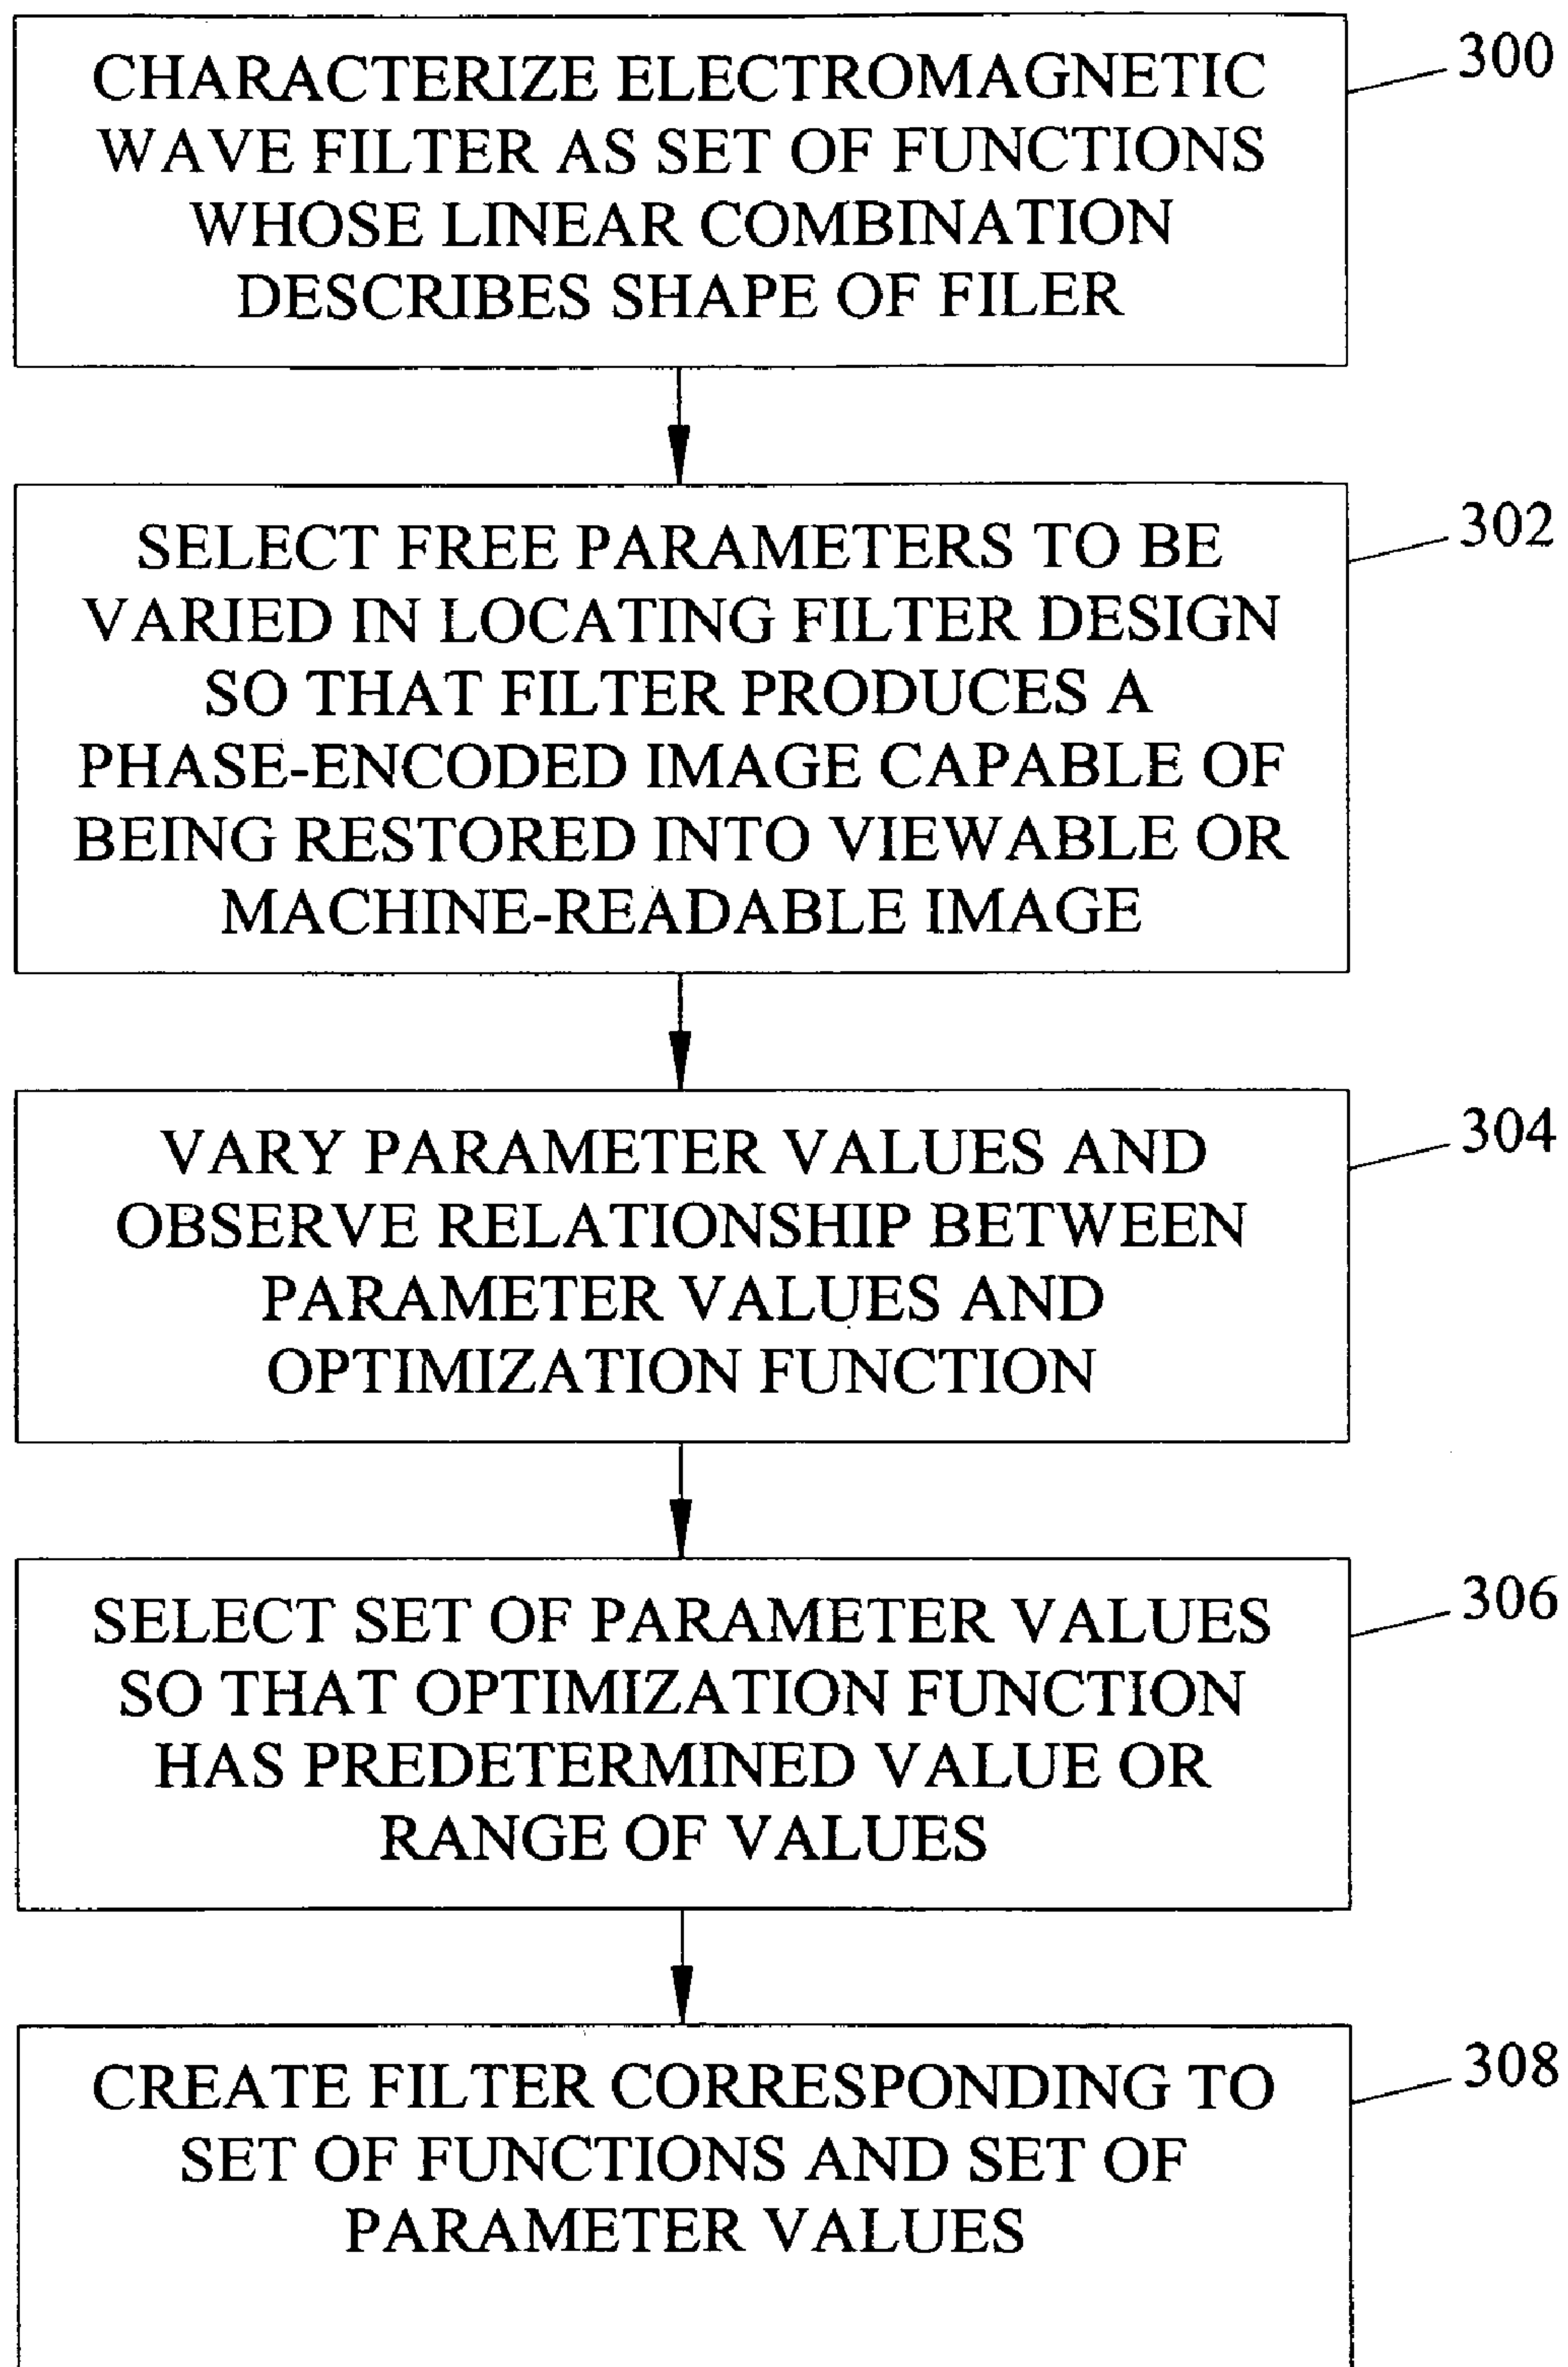 CHARACTERIZE ELECTROMAGNETIC
WAVE FILTER AS SET OF FUNCTIONS
WHOSE LINEAR COMBINATION
DESCRIBES SHAPE OF FILER
300
SELECT FREE PARAMETERS TO BE
VARIED IN LOCATING FILTER DESIGN
SO THAT FILTER PRODUCES A
PHASE-ENCODED IMAGE CAPABLE OF
BEING RESTORED INTO VIEWABLE OR
MACHINE-READABLE IMAGE
302
VARY PARAMETER VALUES AND
OBSERVE RELATIONSHIP BETWEEN
PARAMETER VALUES AND
OPTIMIZATION FUNCTION
304
SELECT SET OF PARAMETER VALUES
SO THAT OPTIMIZATION FUNCTION
HAS PREDETERMINED VALUE OR
RANGE OF VALUES
306
CREATE FILTER CORRESPONDING TO
SET OF FUNCTIONS AND SET OF
PARAMETER VALUES
308